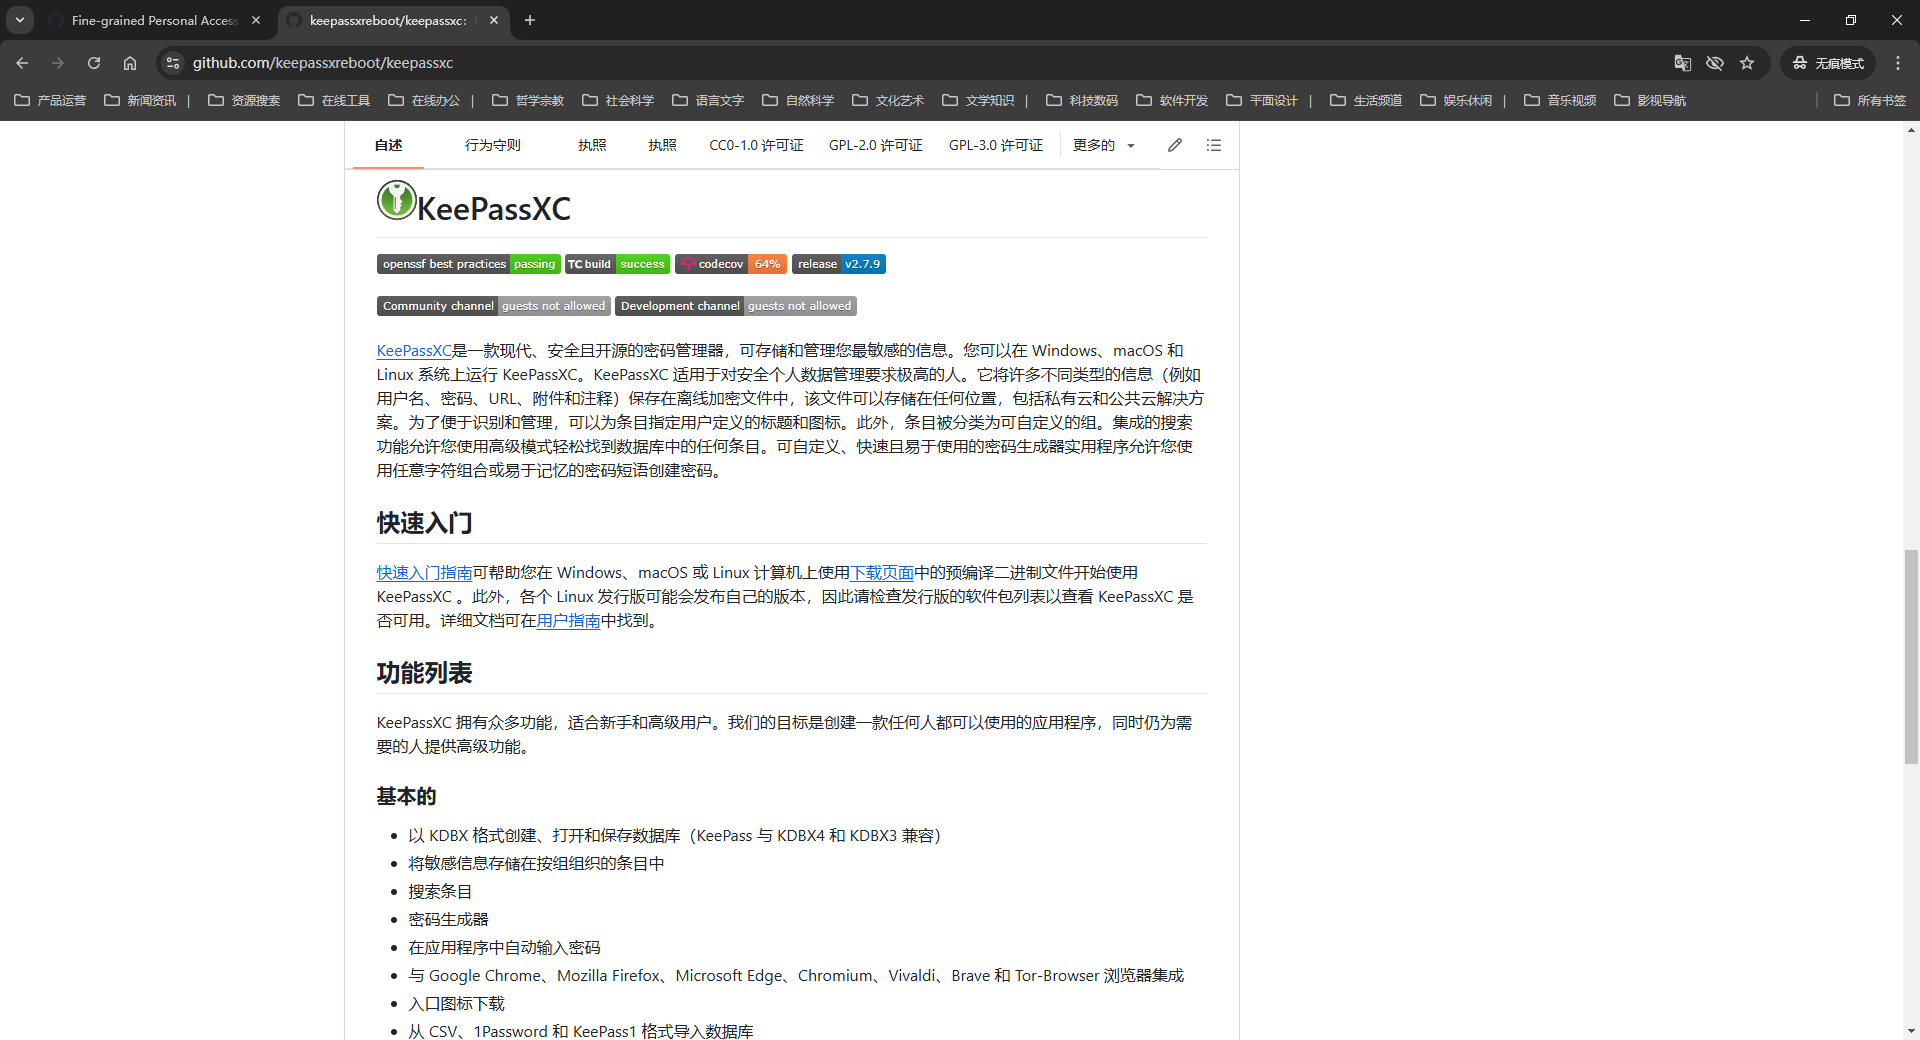 Fine-grained Personal Access
keepassxreboot/keepassxc:
github.com/keepassxreboot/keepassxc
无痕模式
产品运营 新闻资讯 | 资源搜索 在线工具 在线办公 | 哲学宗教 社会科学 语言文字 自然科学 文化艺术 文学知识 | 科技数码 软件开发 平面设计 | 生活频道 娱乐休闲 | 音乐视频 影视导航 所有书签
自述 行为守则 执照 执照 CC0-1.0 许可证 GPL-2.0 许可证 GPL-3.0 许可证 更多的
KeePassXC
openssf best practices passing TC build success codecov 64% release v2.7.9
Community channel guests not allowed Development channel guests not allowed
KeePassXC是一款现代、安全且开源的密码管理器，可存储和管理您最敏感的信息。您可以在 Windows、macOS 和
Linux 系统上运行 KeePassXC。KeePassXC 适用于对安全个人数据管理要求极高的人。它将许多不同类型的信息（例如
用户名、密码、URL、附件和注释）保存在离线加密文件中，该文件可以存储在任何位置，包括私有云和公共云解决方
案。为了便于识别和管理，可以为条目指定用户定义的标题和图标。此外，条目被分类为可自定义的组。集成的搜索
功能允许您使用高级模式轻松找到数据库中的任何条目。可自定义、快速且易于使用的密码生成器实用程序允许您使
用任意字符组合或易于记忆的密码短语创建密码。
快速入门
快速入门指南可帮助您在 Windows、macOS 或 Linux 计算机上使用下载页面中的预编译二进制文件开始使用
KeePassXC 。此外，各个 Linux 发行版可能会发布自己的版本，因此请检查发行版的软件包列表以查看 KeePassXC 是
否可用。详细文档可在用户指南中找到。
功能列表
KeePassXC 拥有众多功能，适合新手和高级用户。我们的目标是创建一款任何人都可以使用的应用程序，同时仍为需
要的人提供高级功能。
基本的
• 以 KDBX 格式创建、打开和保存数据库（KeePass 与 KDBX4 和 KDBX3 兼容）
• 将敏感信息存储在按组组织的条目中
• 搜索条目
• 密码生成器
• 在应用程序中自动输入密码
• 与 Google Chrome、Mozilla Firefox、Microsoft Edge、Chromium、Vivaldi、Brave 和 Tor-Browser 浏览器集成
• 入口图标下载
• 从 CSV、1Password 和 KeePass1 格式导入数据库